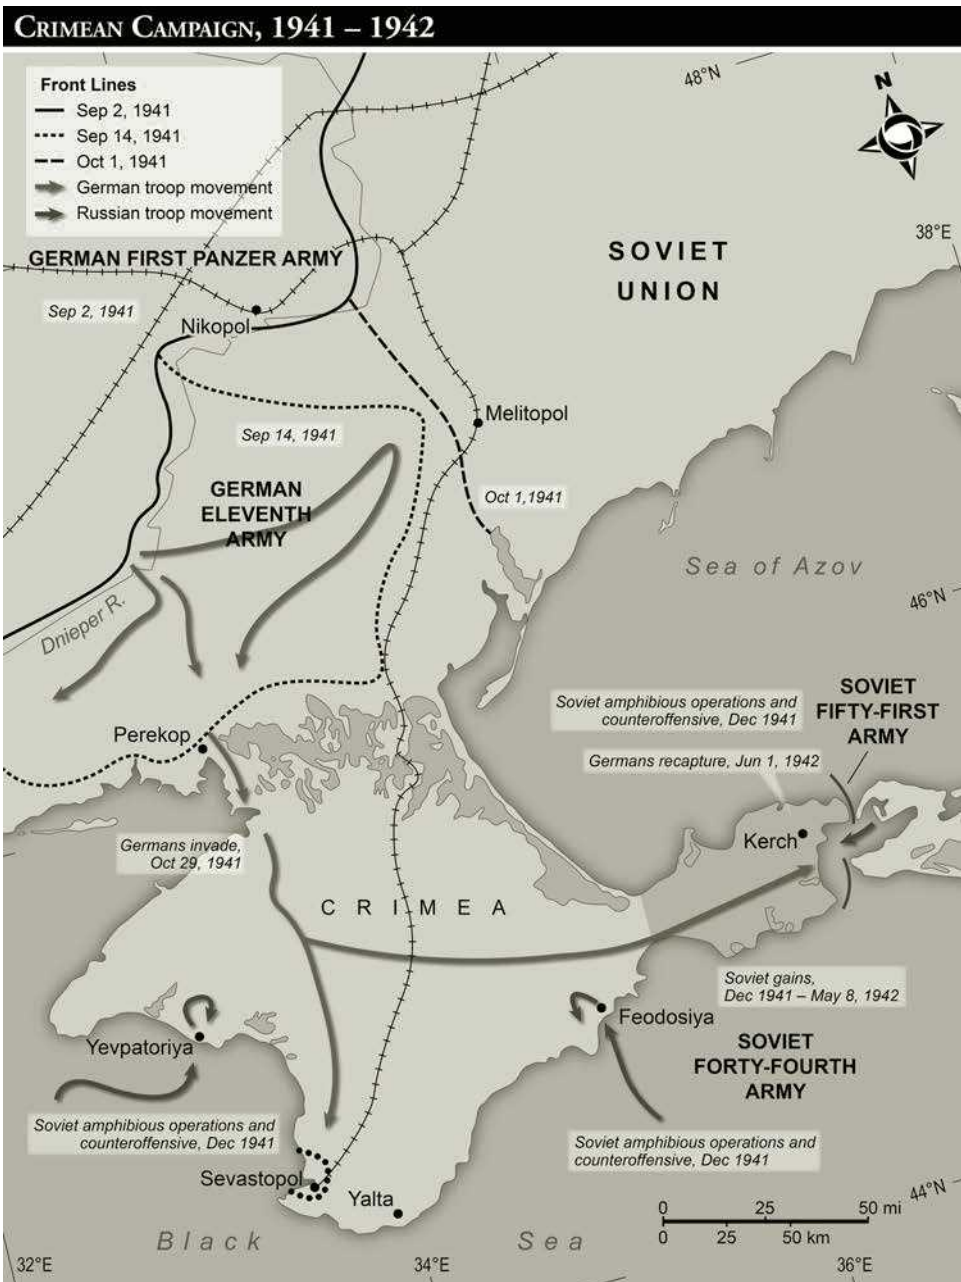 CRIMEAN CAMPAIGN, 1941 – 1942
Front Lines
Sep 2, 1941
Sep 14, 1941
Oct 1, 1941
German troop movement
Russian troop movement
48°N
N
38°E
GERMAN FIRST PANZER ARMY
SOVIET
UNION
Sep 2, 1941
Nikopol
Melitopol
Sep 14, 1941
GERMAN
ELEVENTH
ARMY
Oct 1,1941
Sea of Azov
46°N
Dnieper R.
SOVIET
FIFTY-FIRST
ARMY
Soviet amphibious operations and
counteroffensive, Dec 1941
Perekop
Germans recapture, Jun 1, 1942
Kerch
Germans invade,
Oct 29, 1941
CRIMEA
Soviet gains,
Dec 1941 – May 8, 1942
Feodosiya
Yevpatoriya
SOVIET
FORTY-FOURTH
ARMY
Soviet amphibious operations and
counteroffensive, Dec 1941
Soviet amphibious operations and
counteroffensive, Dec 1941
Sevastopol
Yalta
44°N
0 25 50 mi
0 25 50 km
Black Sea
32°E
34°E
36°E